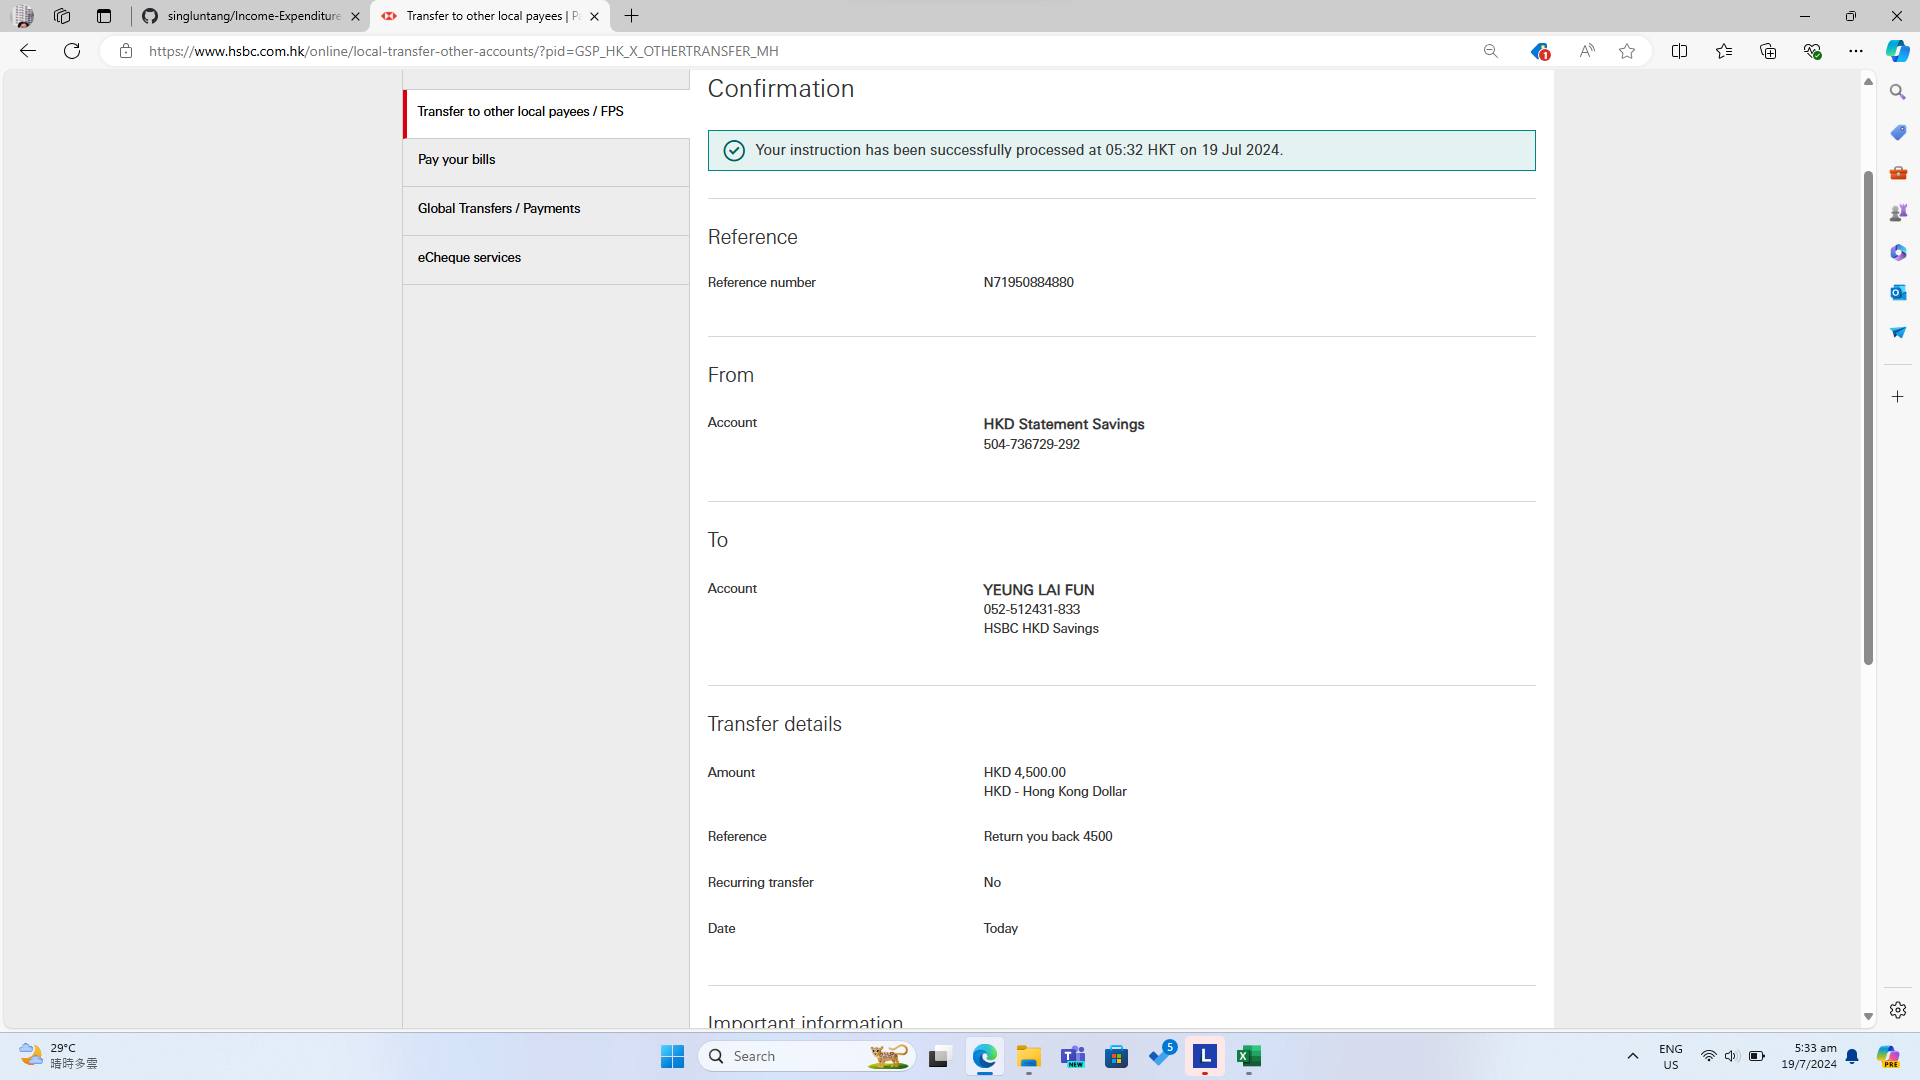 singluntang/Income-Expenditure
Transfer to other local payees | P
https://www.hsbc.com.hk/online/local-transfer-other-accounts/?pid=GSP_HK_X_OTHERTRANSFER_MH
1
Transfer to other local payees / FPS
Pay your bills
Global Transfers / Payments
eCheque services
Confirmation
Your instruction has been successfully processed at 05:32 HKT on 19 Jul 2024.
Reference
Reference number N71950884880
From
Account HKD Statement Savings
504-736729-292
To
Account YEUNG LAI FUN
052-512431-833
HSBC HKD Savings
Transfer details
Amount HKD 4,500.00
HKD - Hong Kong Dollar
Reference Return you back 4500
Recurring transfer No
Date Today
Important information
29°C
晴時多雲
Search
NEW
5
L
ENG
US
5:33 am
19/7/2024
PRE